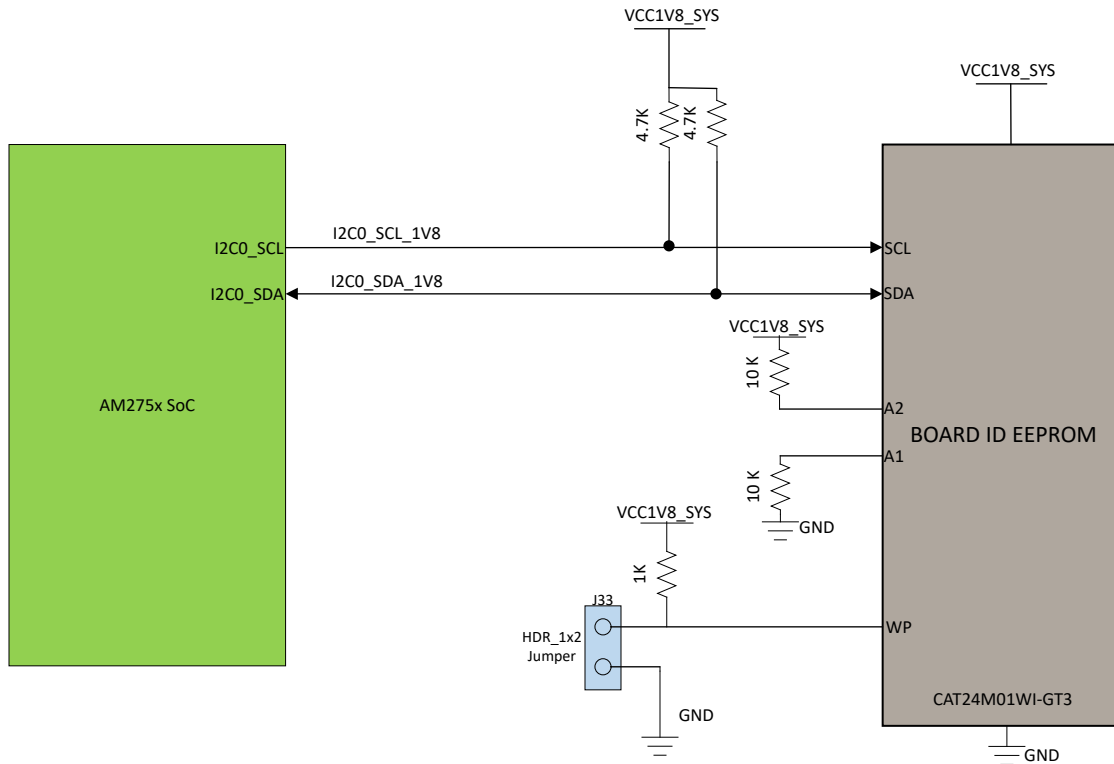 VCC1V8_SYS
VCC1V8_SYS
4.7K
4.7K
I2C0_SCL
I2C0_SCL_1V8
SCL
I2C0_SDA
I2C0_SDA_1V8
SDA
VCC1V8_SYS
10 K
AM275x SoC
A2
BOARD ID EEPROM
A1
10 K
VCC1V8_SYS
GND
1K
J33
HDR_1x2
Jumper
WP
CAT24M01WI-GT3
GND
GND